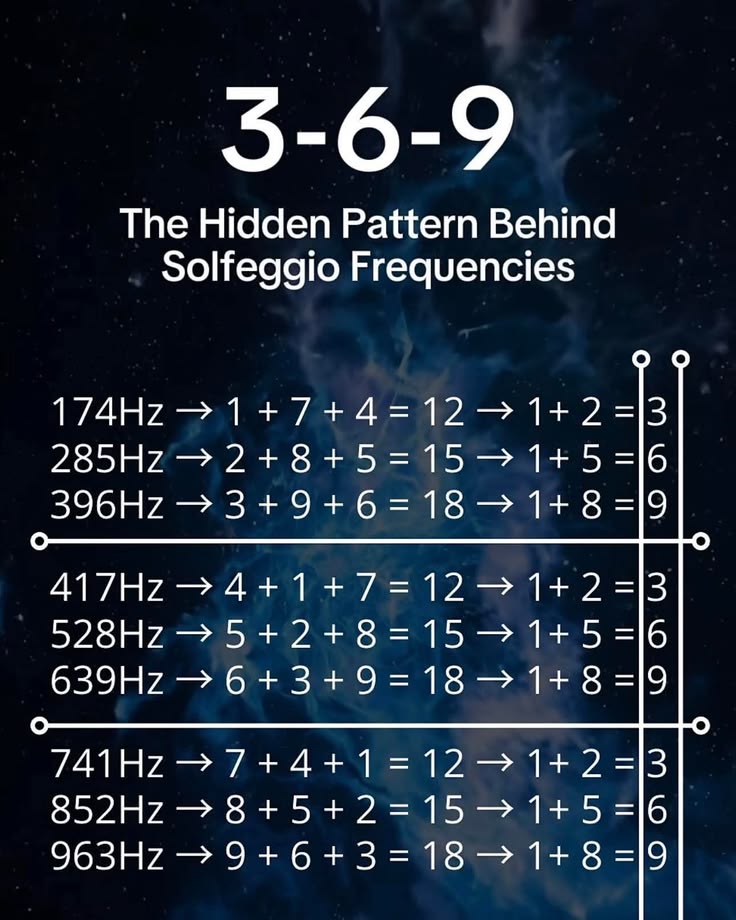 3-6-9
The Hidden Pattern Behind
Solfeggio Frequencies
174Hz → 1 + 7 + 4 = 12 → 1+ 2 = 3
285Hz → 2 + 8 + 5 = 15 → 1+ 5 = 6
396Hz → 3 + 9 + 6 = 18 → 1+ 8 = 9
417Hz → 4 + 1 + 7 = 12 → 1+ 2 = 3
528Hz → 5 + 2 + 8 = 15 → 1+ 5 = 6
639Hz → 6 + 3 + 9 = 18 → 1+ 8 = 9
741Hz → 7 + 4 + 1 = 12 → 1+ 2 = 3
852Hz → 8 + 5 + 2 = 15 → 1+ 5 = 6
963Hz → 9 + 6 + 3 = 18 → 1+ 8 = 9